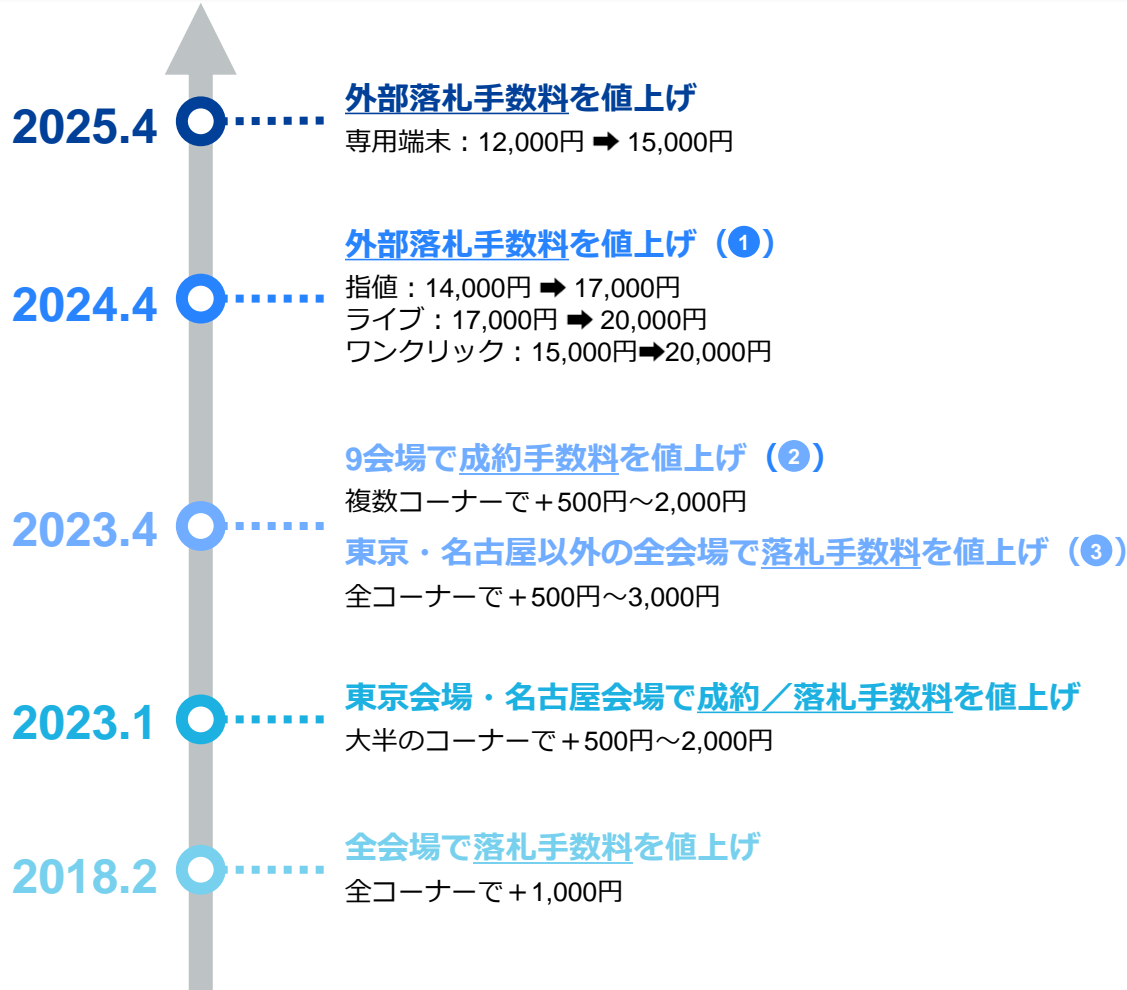 2025.4
外部落札手数料を値上げ
専用端末：12,000円 ➡ 15,000円
2024.4
外部落札手数料を値上げ（❶）
指値：14,000円 ➡ 17,000円
ライブ：17,000円 ➡ 20,000円
ワンクリック：15,000円➡20,000円
2023.4
9会場で成約手数料を値上げ（❷）
複数コーナーで＋500円～2,000円
東京・名古屋以外の全会場で落札手数料を値上げ（❸）
全コーナーで＋500円～3,000円
2023.1
東京会場・名古屋会場で成約／落札手数料を値上げ
大半のコーナーで＋500円～2,000円
2018.2
全会場で落札手数料を値上げ
全コーナーで＋1,000円